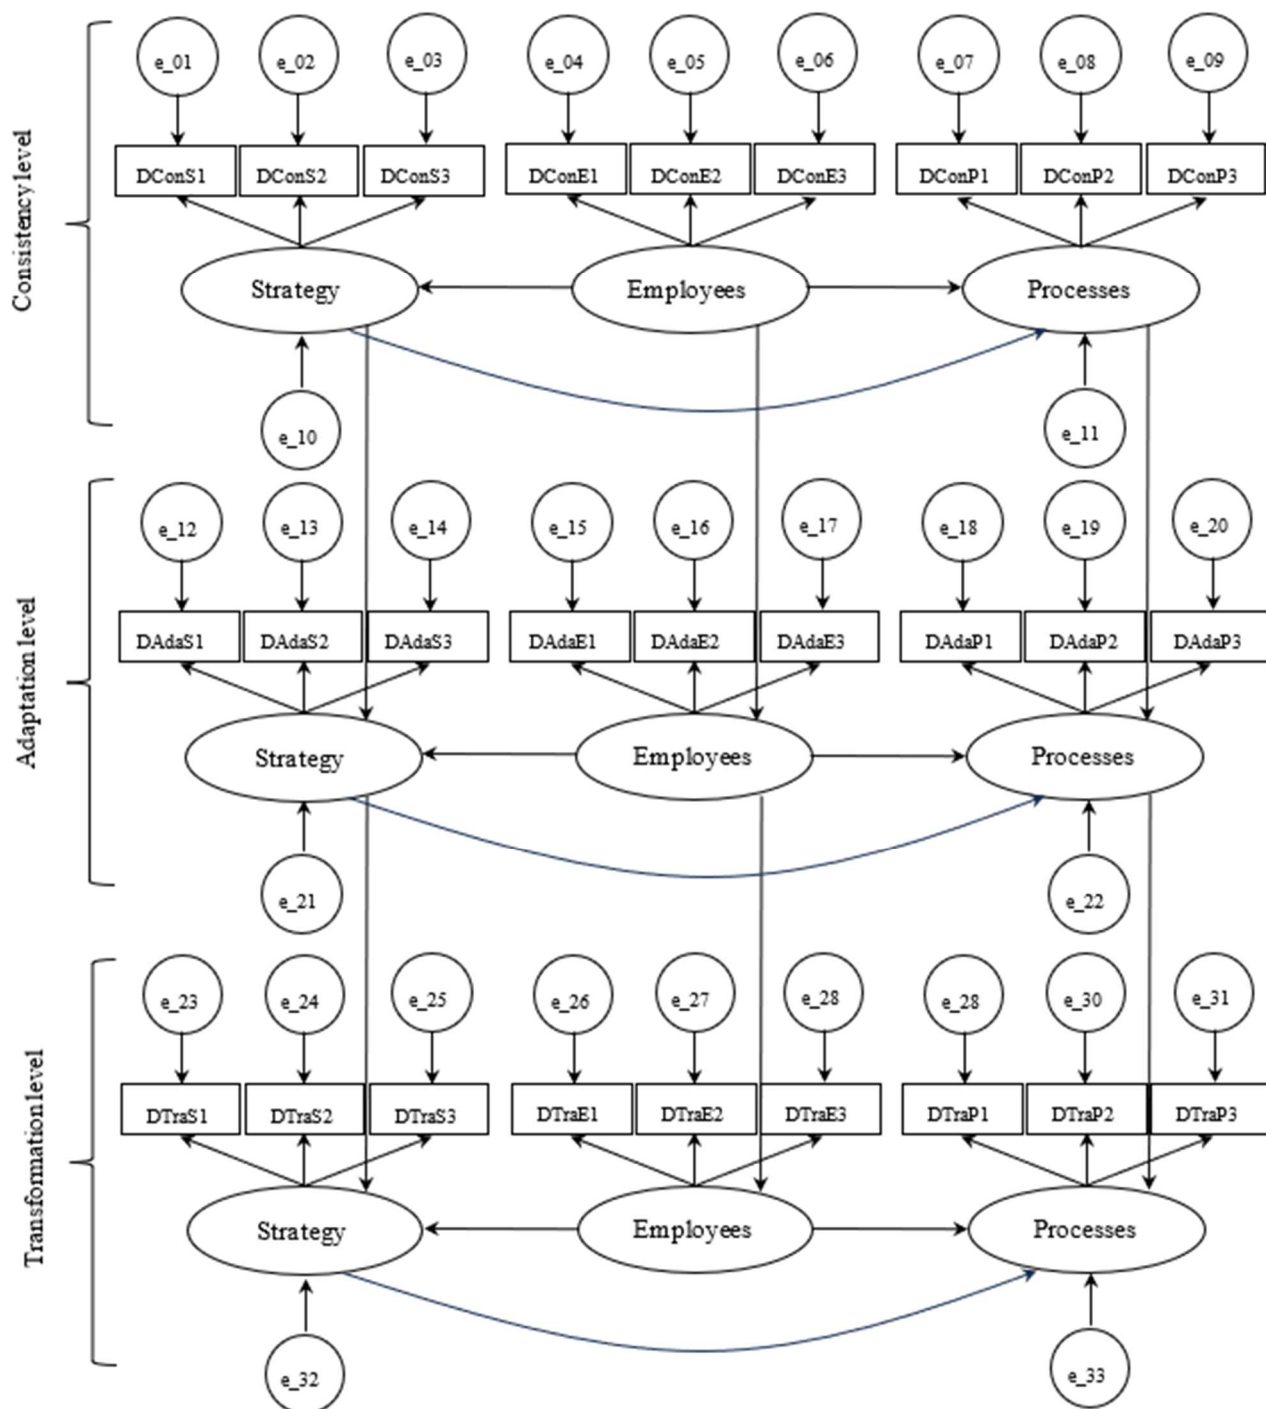 Consistency level
e_01 e_02 e_03 e_04 e_05 e_06 e_07 e_08 e_09
DConS1 DConS2 DConS3 DConE1 DConE2 DConE3 DConP1 DConP2 DConP3
Strategy Employees Processes
e_10 e_11
Adaptation level
e_12 e_13 e_14 e_15 e_16 e_17 e_18 e_19 e_20
DAdaS1 DAdaS2 DAdaS3 DAdaE1 DAdaE2 DAdaE3 DAdaP1 DAdaP2 DAdaP3
Strategy Employees Processes
e_21 e_22
Transformation level
e_23 e_24 e_25 e_26 e_27 e_28 e_28 e_30 e_31
DTraS1 DTraS2 DTraS3 DTraE1 DTraE2 DTraE3 DTraP1 DTraP2 DTraP3
Strategy Employees Processes
e_32 e_33